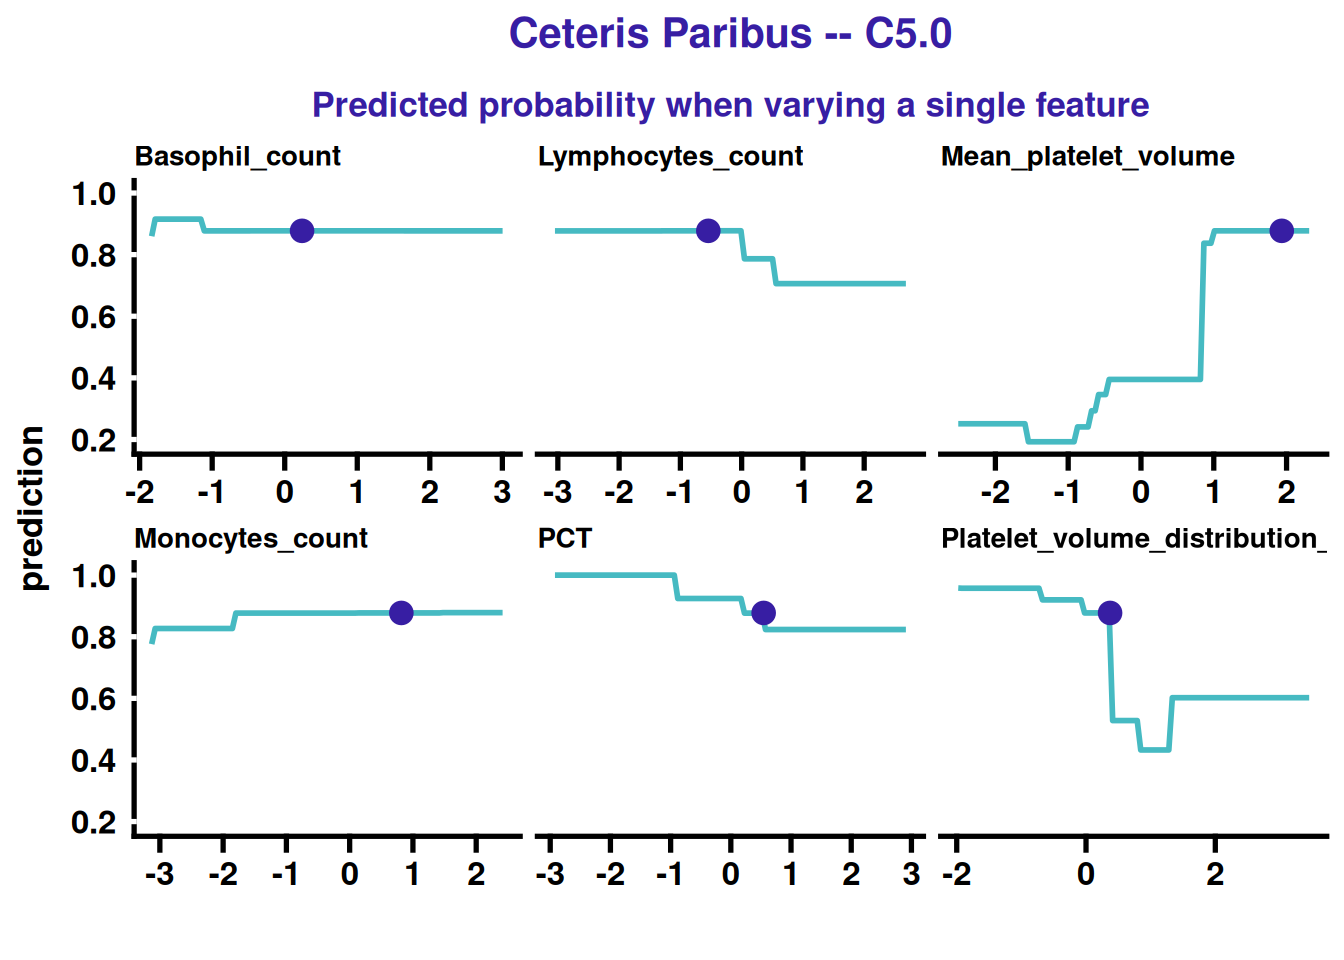 Ceteris Paribus -- C5.0
Predicted probability when varying a single feature
Basophil_count Lymphocytes_count Mean_platelet_volume
1.0
0.8
0.6
0.4
0.2
-2 -1 0 1 2 3 -3 -2 -1 0 1 2 -2 -1 0 1 2
prediction
Monocytes_count PCT Platelet_volume_distribution_
1.0
0.8
0.6
0.4
0.2
-3 -2 -1 0 1 2 -3 -2 -1 0 1 2 3 -2 0 2